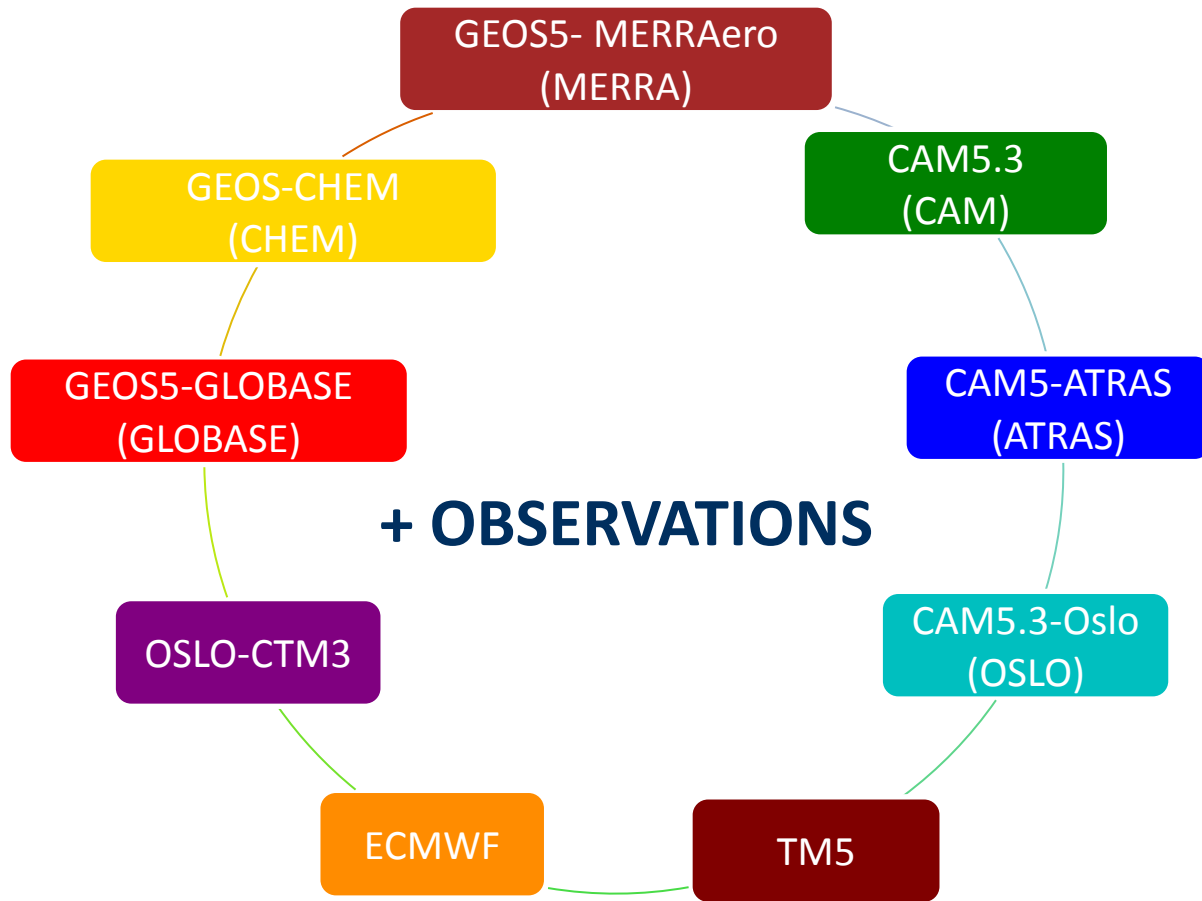 GEOS5- MERRAero
(MERRA)
CAM5.3
(CAM)
CAM5-ATRAS
(ATRAS)
CAM5.3-Oslo
(OSLO)
TM5
ECMWF
OSLO-CTM3
GEOS5-GLOBASE
(GLOBASE)
GEOS-CHEM
(CHEM)
+ OBSERVATIONS